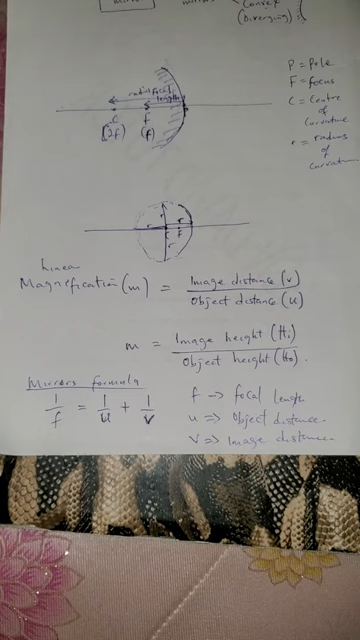 mirrors
Convex
(Diverging)
P = Pole
F = focus
C = Centre
of
Curvature
r = radius
of
Curvature
radius focal
length
C f
(2f) (f)
r
r
r
C F
Linear
Magnification (m) = Image distance (v)
Object distance (u)
m = Image height (Hi)
Object height (Ho).
Mirrors formula
1/f = 1/u + 1/v
f → focal length
u ⇒ Object distance.
V ⇒ Image distance.